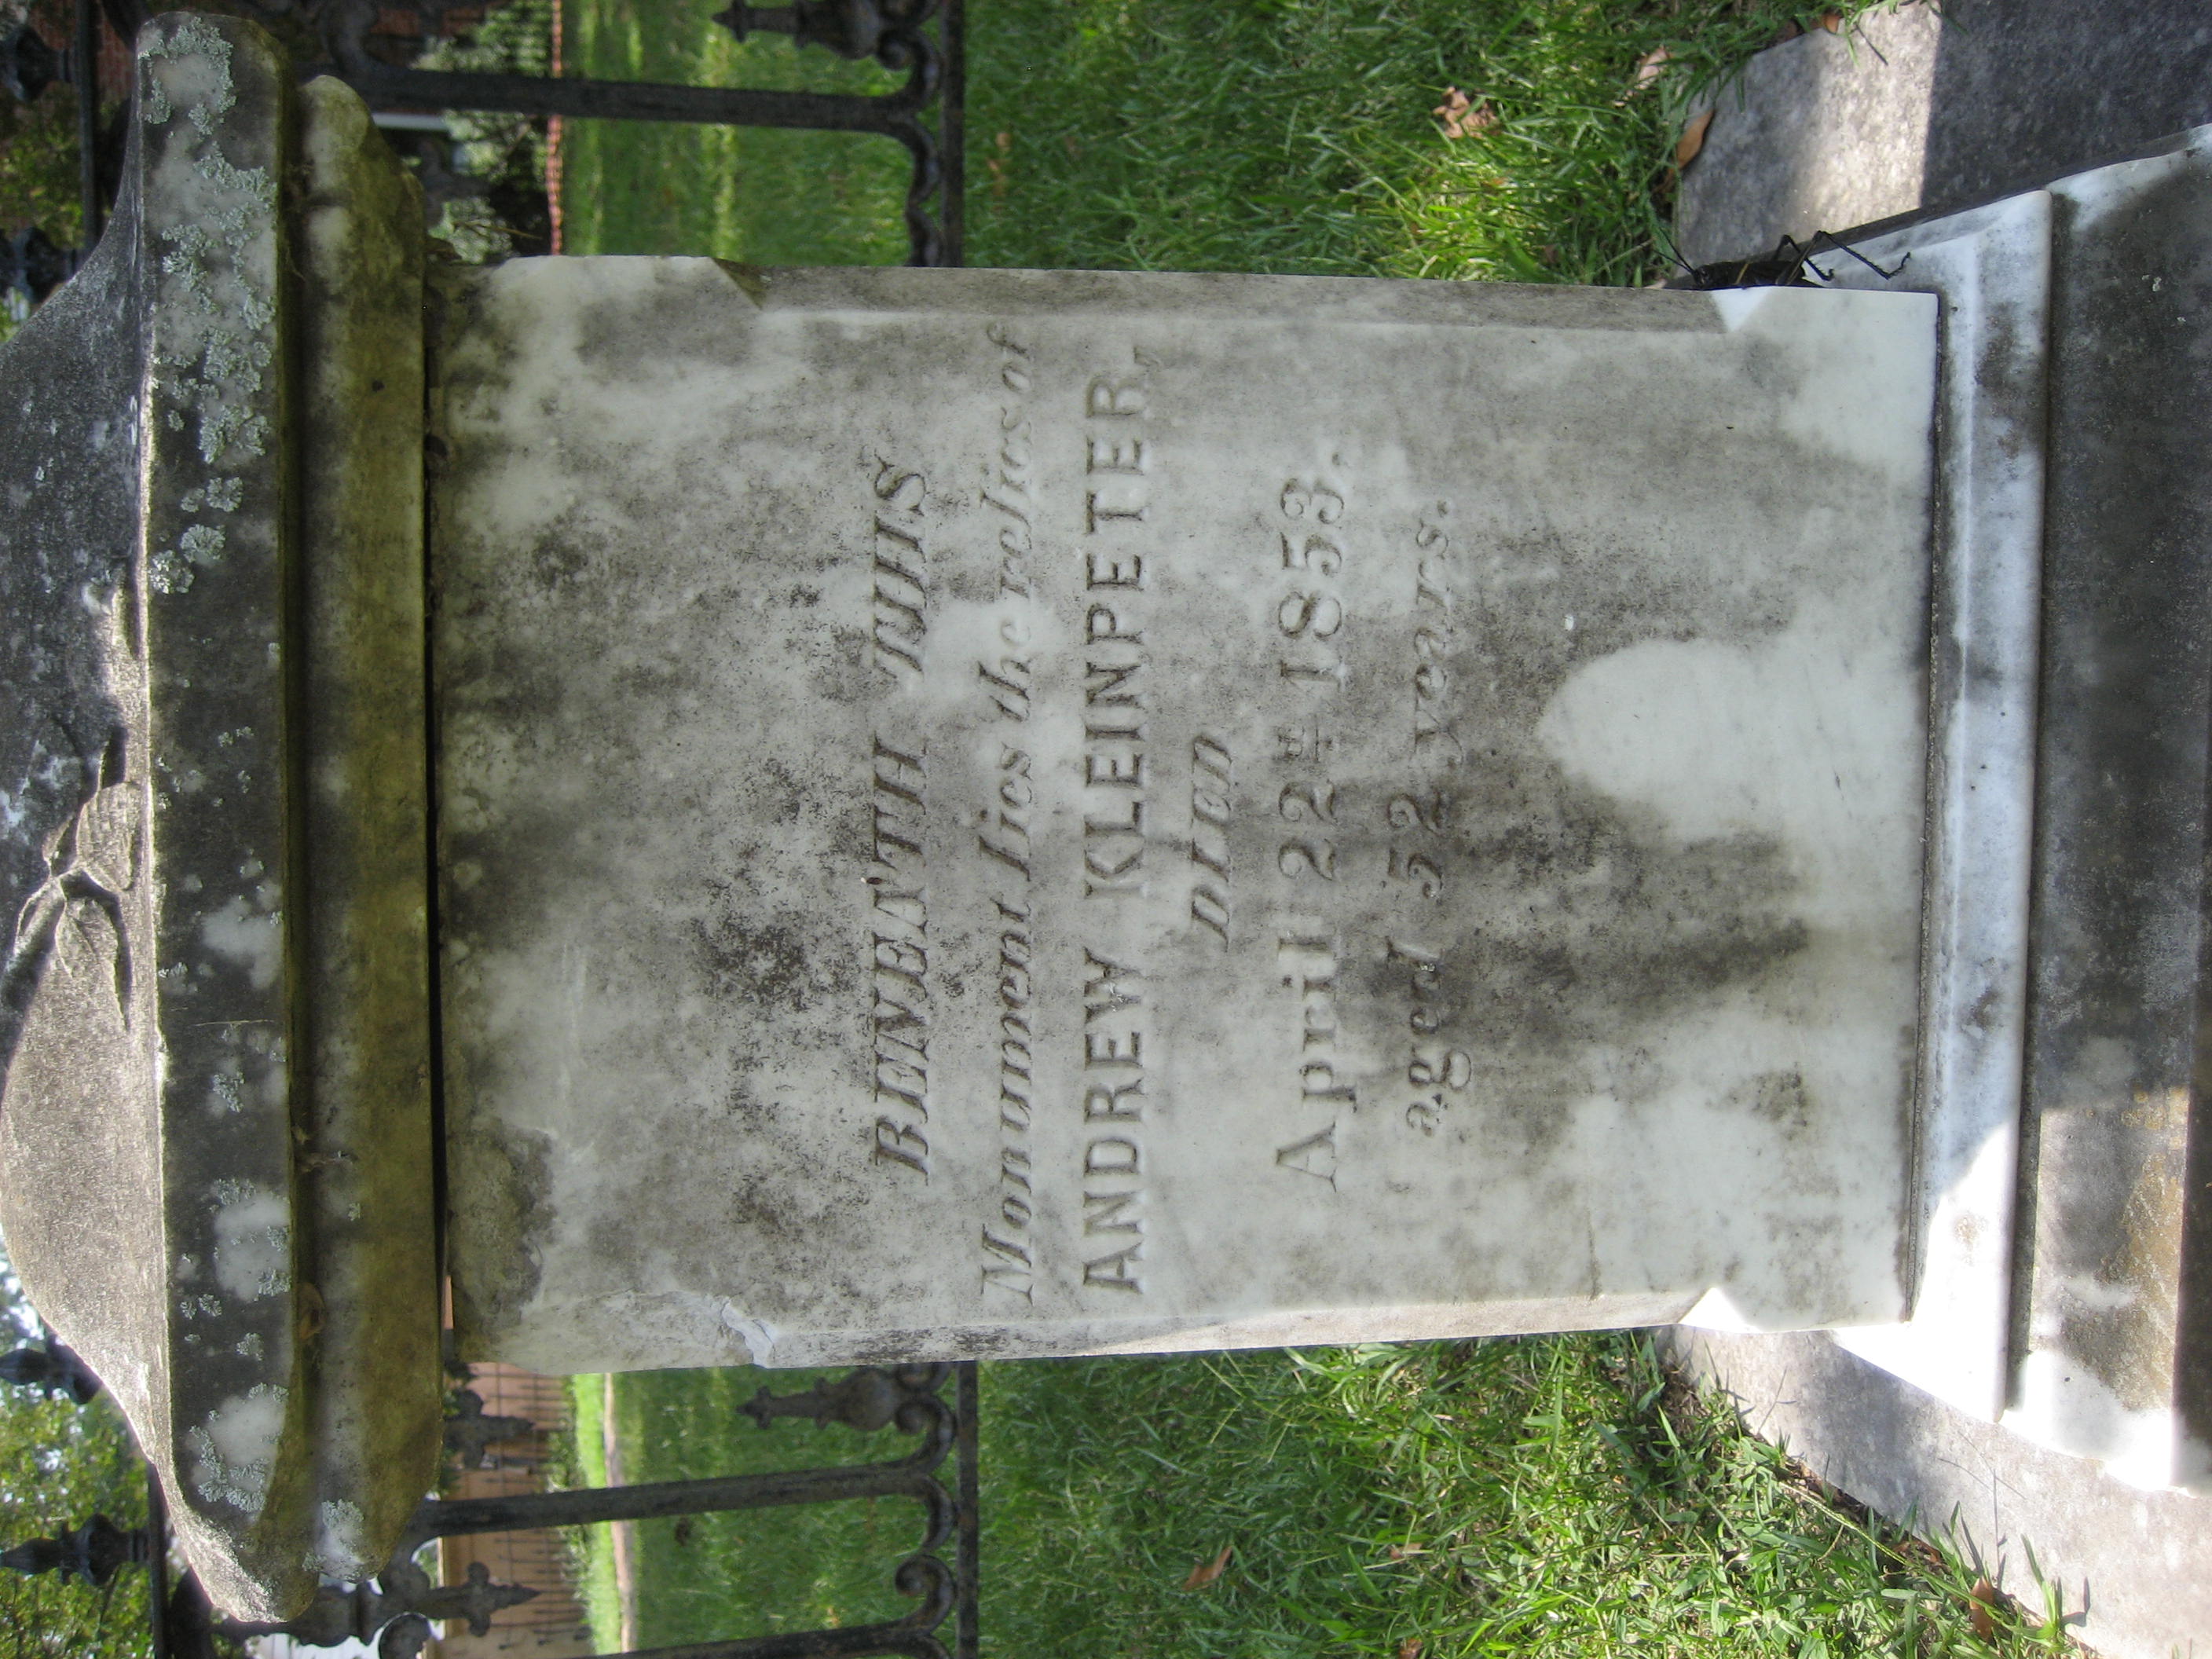 BENEATH THIS
Monument lies the relics of
ANDREW KLEINPETER,
DIED
April 22nd 1853.
aged 52 years.